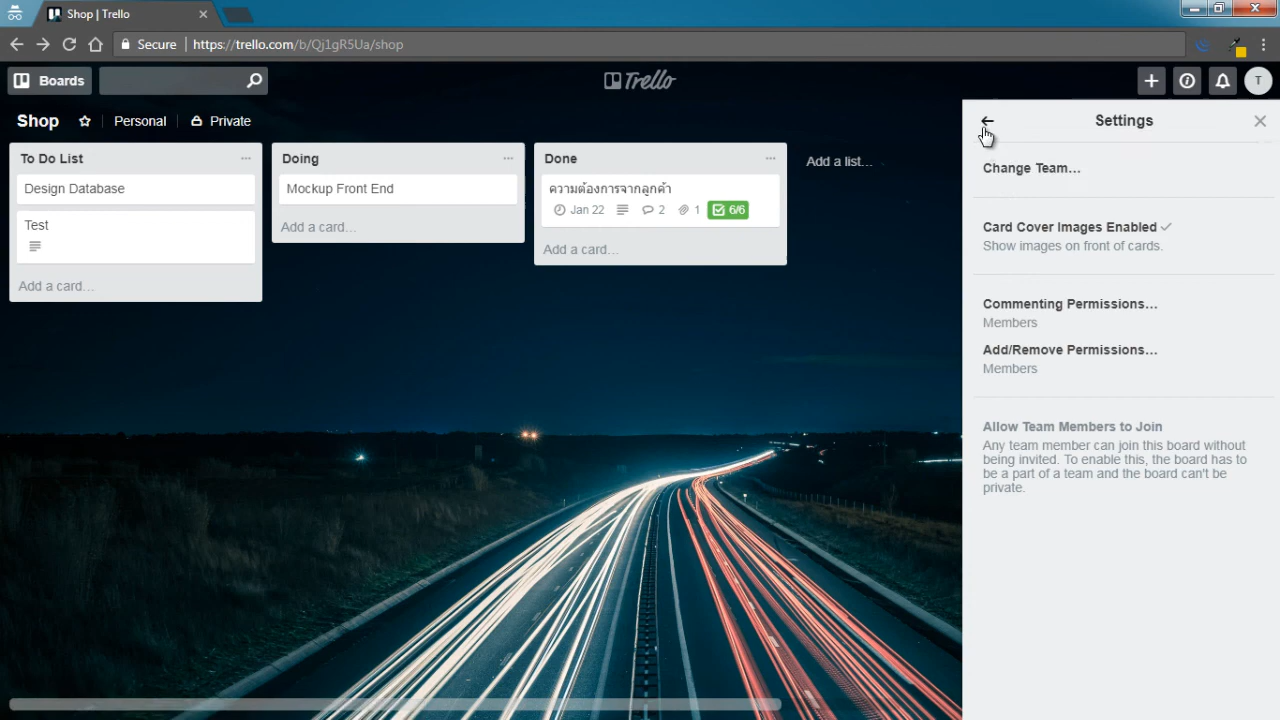 Shop | Trello
Secure
https://trello.com/b/Qj1gR5Ua/shop
Boards
Trello
T
Shop
Personal
Private
To Do List
Design Database
Test
Add a card…
Doing
Mockup Front End
Add a card…
Done
ความต้องการจากลูกค้า
Jan 22 2 1 6/6
Add a card…
Add a list…
Settings
Change Team…
Card Cover Images Enabled
Show images on front of cards.
Commenting Permissions…
Members
Add/Remove Permissions…
Members
Allow Team Members to Join
Any team member can join this board without
being invited. To enable this, the board has to
be a part of a team and the board can't be
private.